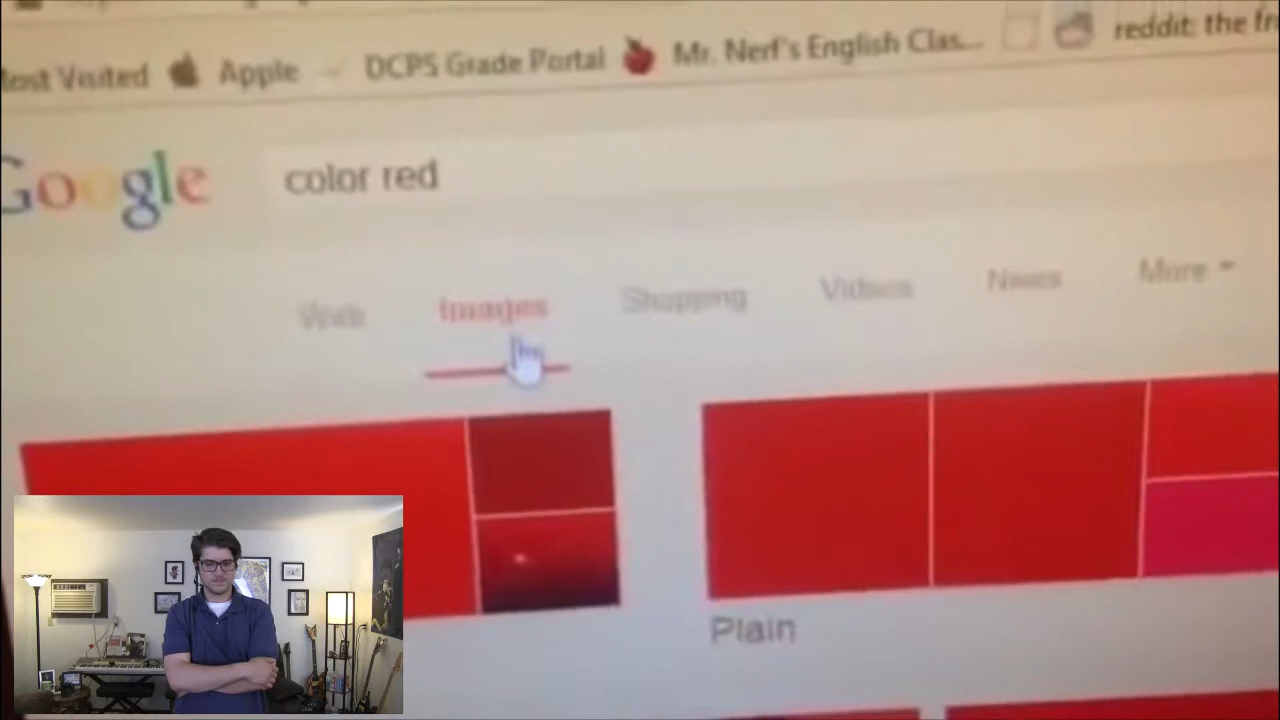 Most Visited Apple DCPS Grade Portal Mr. Nerf's English Clas... reddit: the fr
Google color red
Web Images Shopping Videos News More
Plain